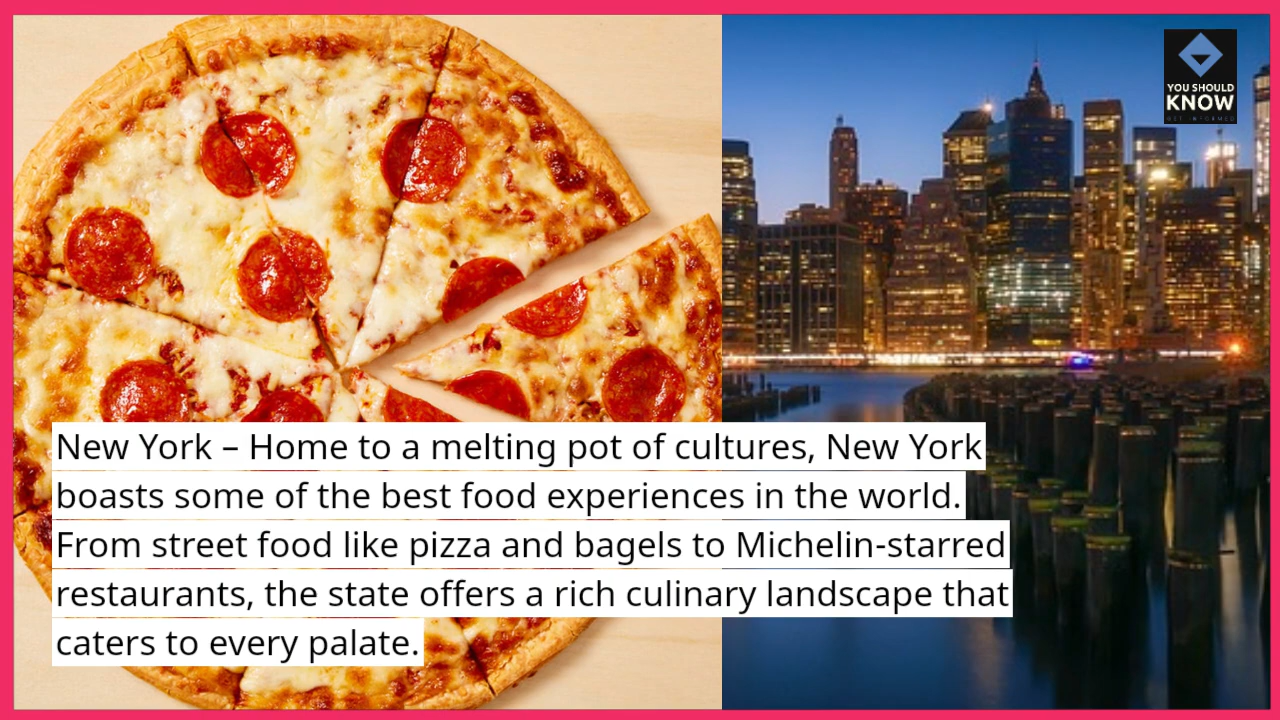 YOU SHOULD
KNOW
GET INFORMED
New York – Home to a melting pot of cultures, New York
boasts some of the best food experiences in the world.
From street food like pizza and bagels to Michelin-starred
restaurants, the state offers a rich culinary landscape that
caters to every palate.